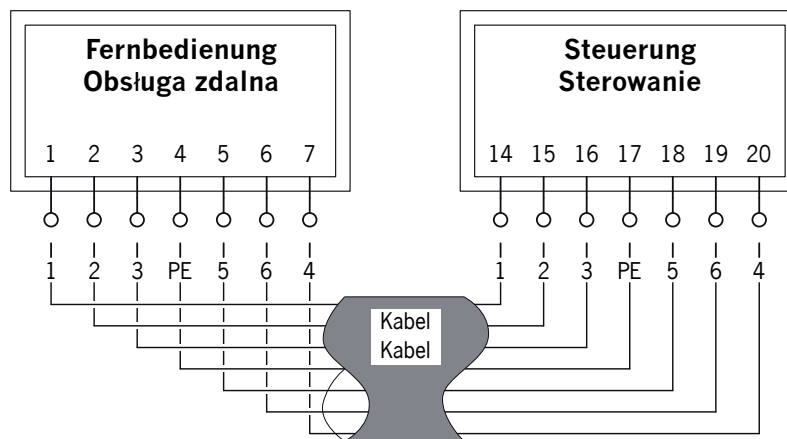 Fernbedienung
Obsługa zdalna
1 2 3 4 5 6 7
1 2 3 PE 5 6 4
Steuerung
Sterowanie
14 15 16 17 18 19 20
1 2 3 PE 5 6 4
Kabel
Kabel